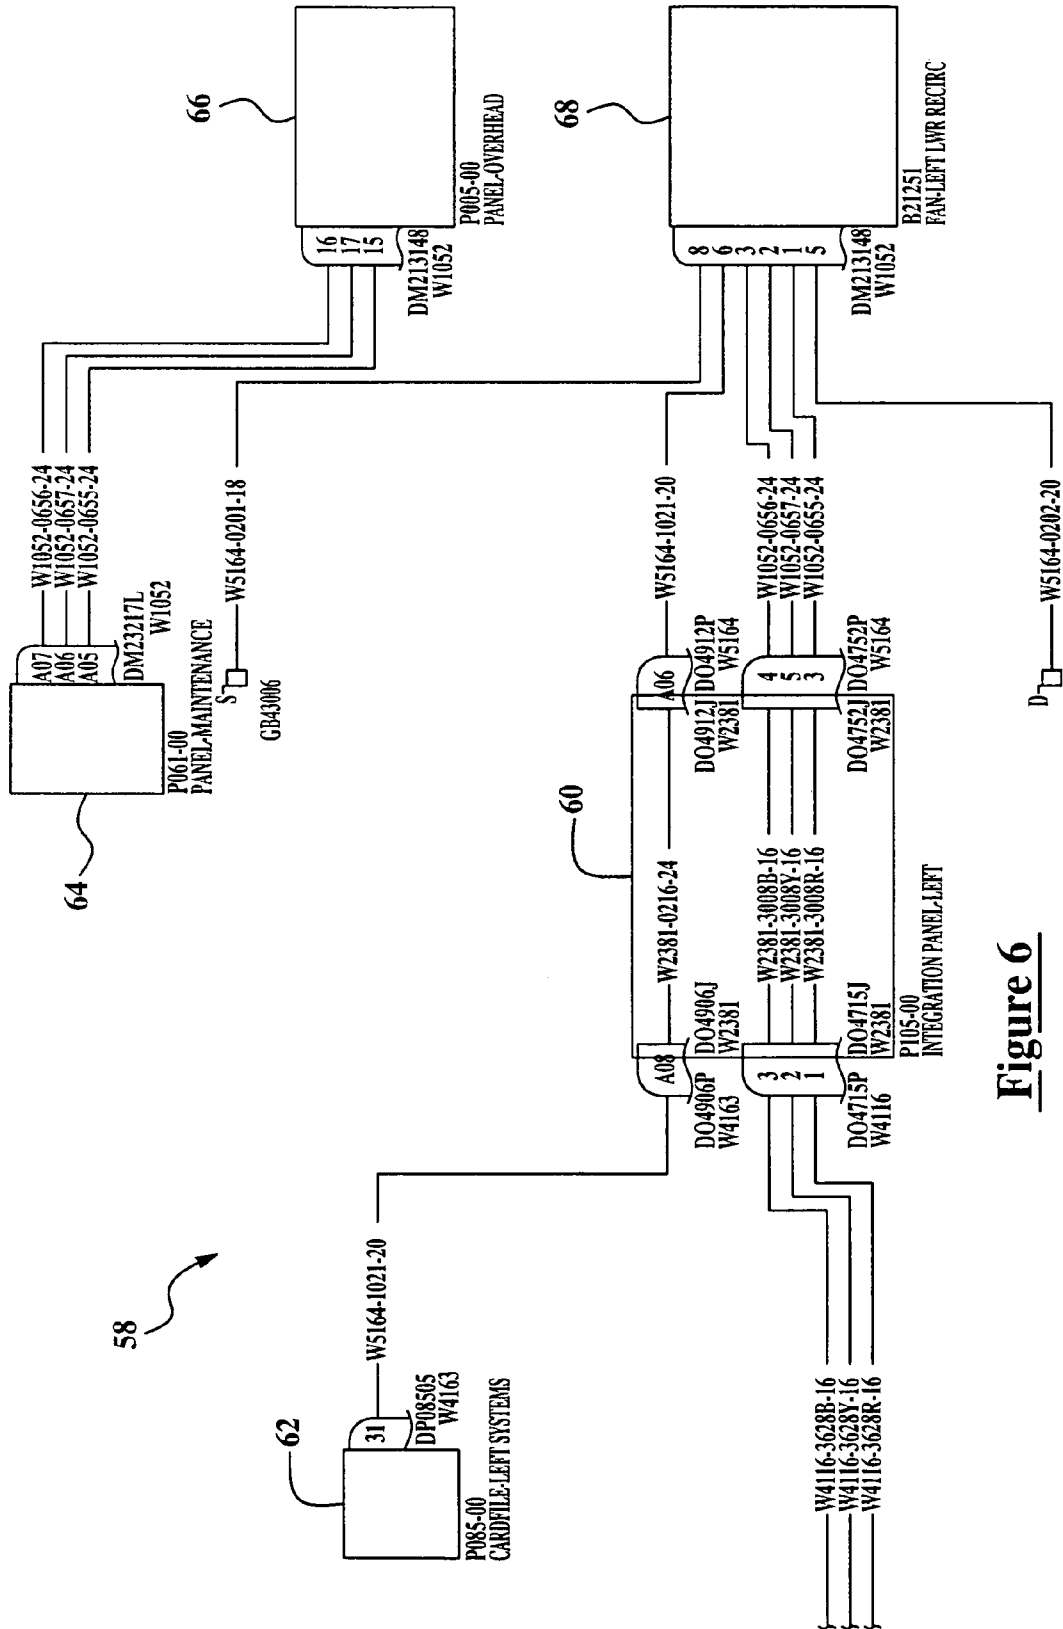 58
62
31
DP08505
W4163
P085-00
CARDFILE-LEFT SYSTEMS
W5164-1021-20
64
P061-00
PANEL-MAINTENANCE
A07
A06
A05
DM23217L
W1052
W1052-0656-24
W1052-0657-24
W1052-0655-24
66
16
17
15
DM213148
W1052
P005-00
PANEL-OVERHEAD
S
GB43006
W5164-0201-18
60
A08
DO4906P
W4163
DO4906J
W2381
W2381-0216-24
A06
DO4912J
W2381
DO4912P
W5164
W5164-1021-20
3
2
1
DO4715P
W4116
DO4715J
W2381
W2381-3008B-16
W2381-3008Y-16
W2381-3008R-16
4
5
3
DO4752J
W2381
DO4752P
W5164
W1052-0656-24
W1052-0657-24
W1052-0655-24
P105-00
INTEGRATION PANEL-LEFT
68
8
6
3
2
1
5
DM213148
W1052
B21251
FAN-LEFT LWR RECIRC
W4116-3628B-16
W4116-3628Y-16
W4116-3628R-16
D
W5164-0202-20
Figure 6